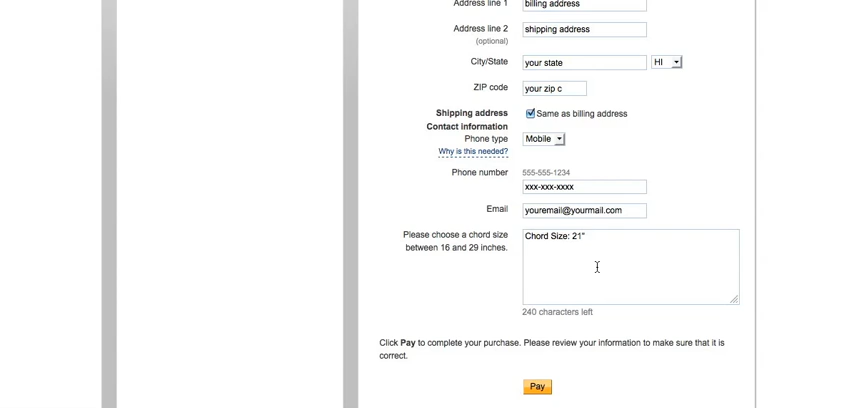 Address line 1 billing address
Address line 2 shipping address
(optional)
City/State your state HI
ZIP code your zip c
Shipping address Same as billing address
Contact information
Phone type Mobile
Why is this needed?
Phone number 555-555-1234
xxx-xxx-xxxx
Email youremail@yourmail.com
Please choose a chord size Chord Size: 21"
between 16 and 29 inches.
240 characters left
Click Pay to complete your purchase. Please review your information to make sure that it is
correct.
Pay